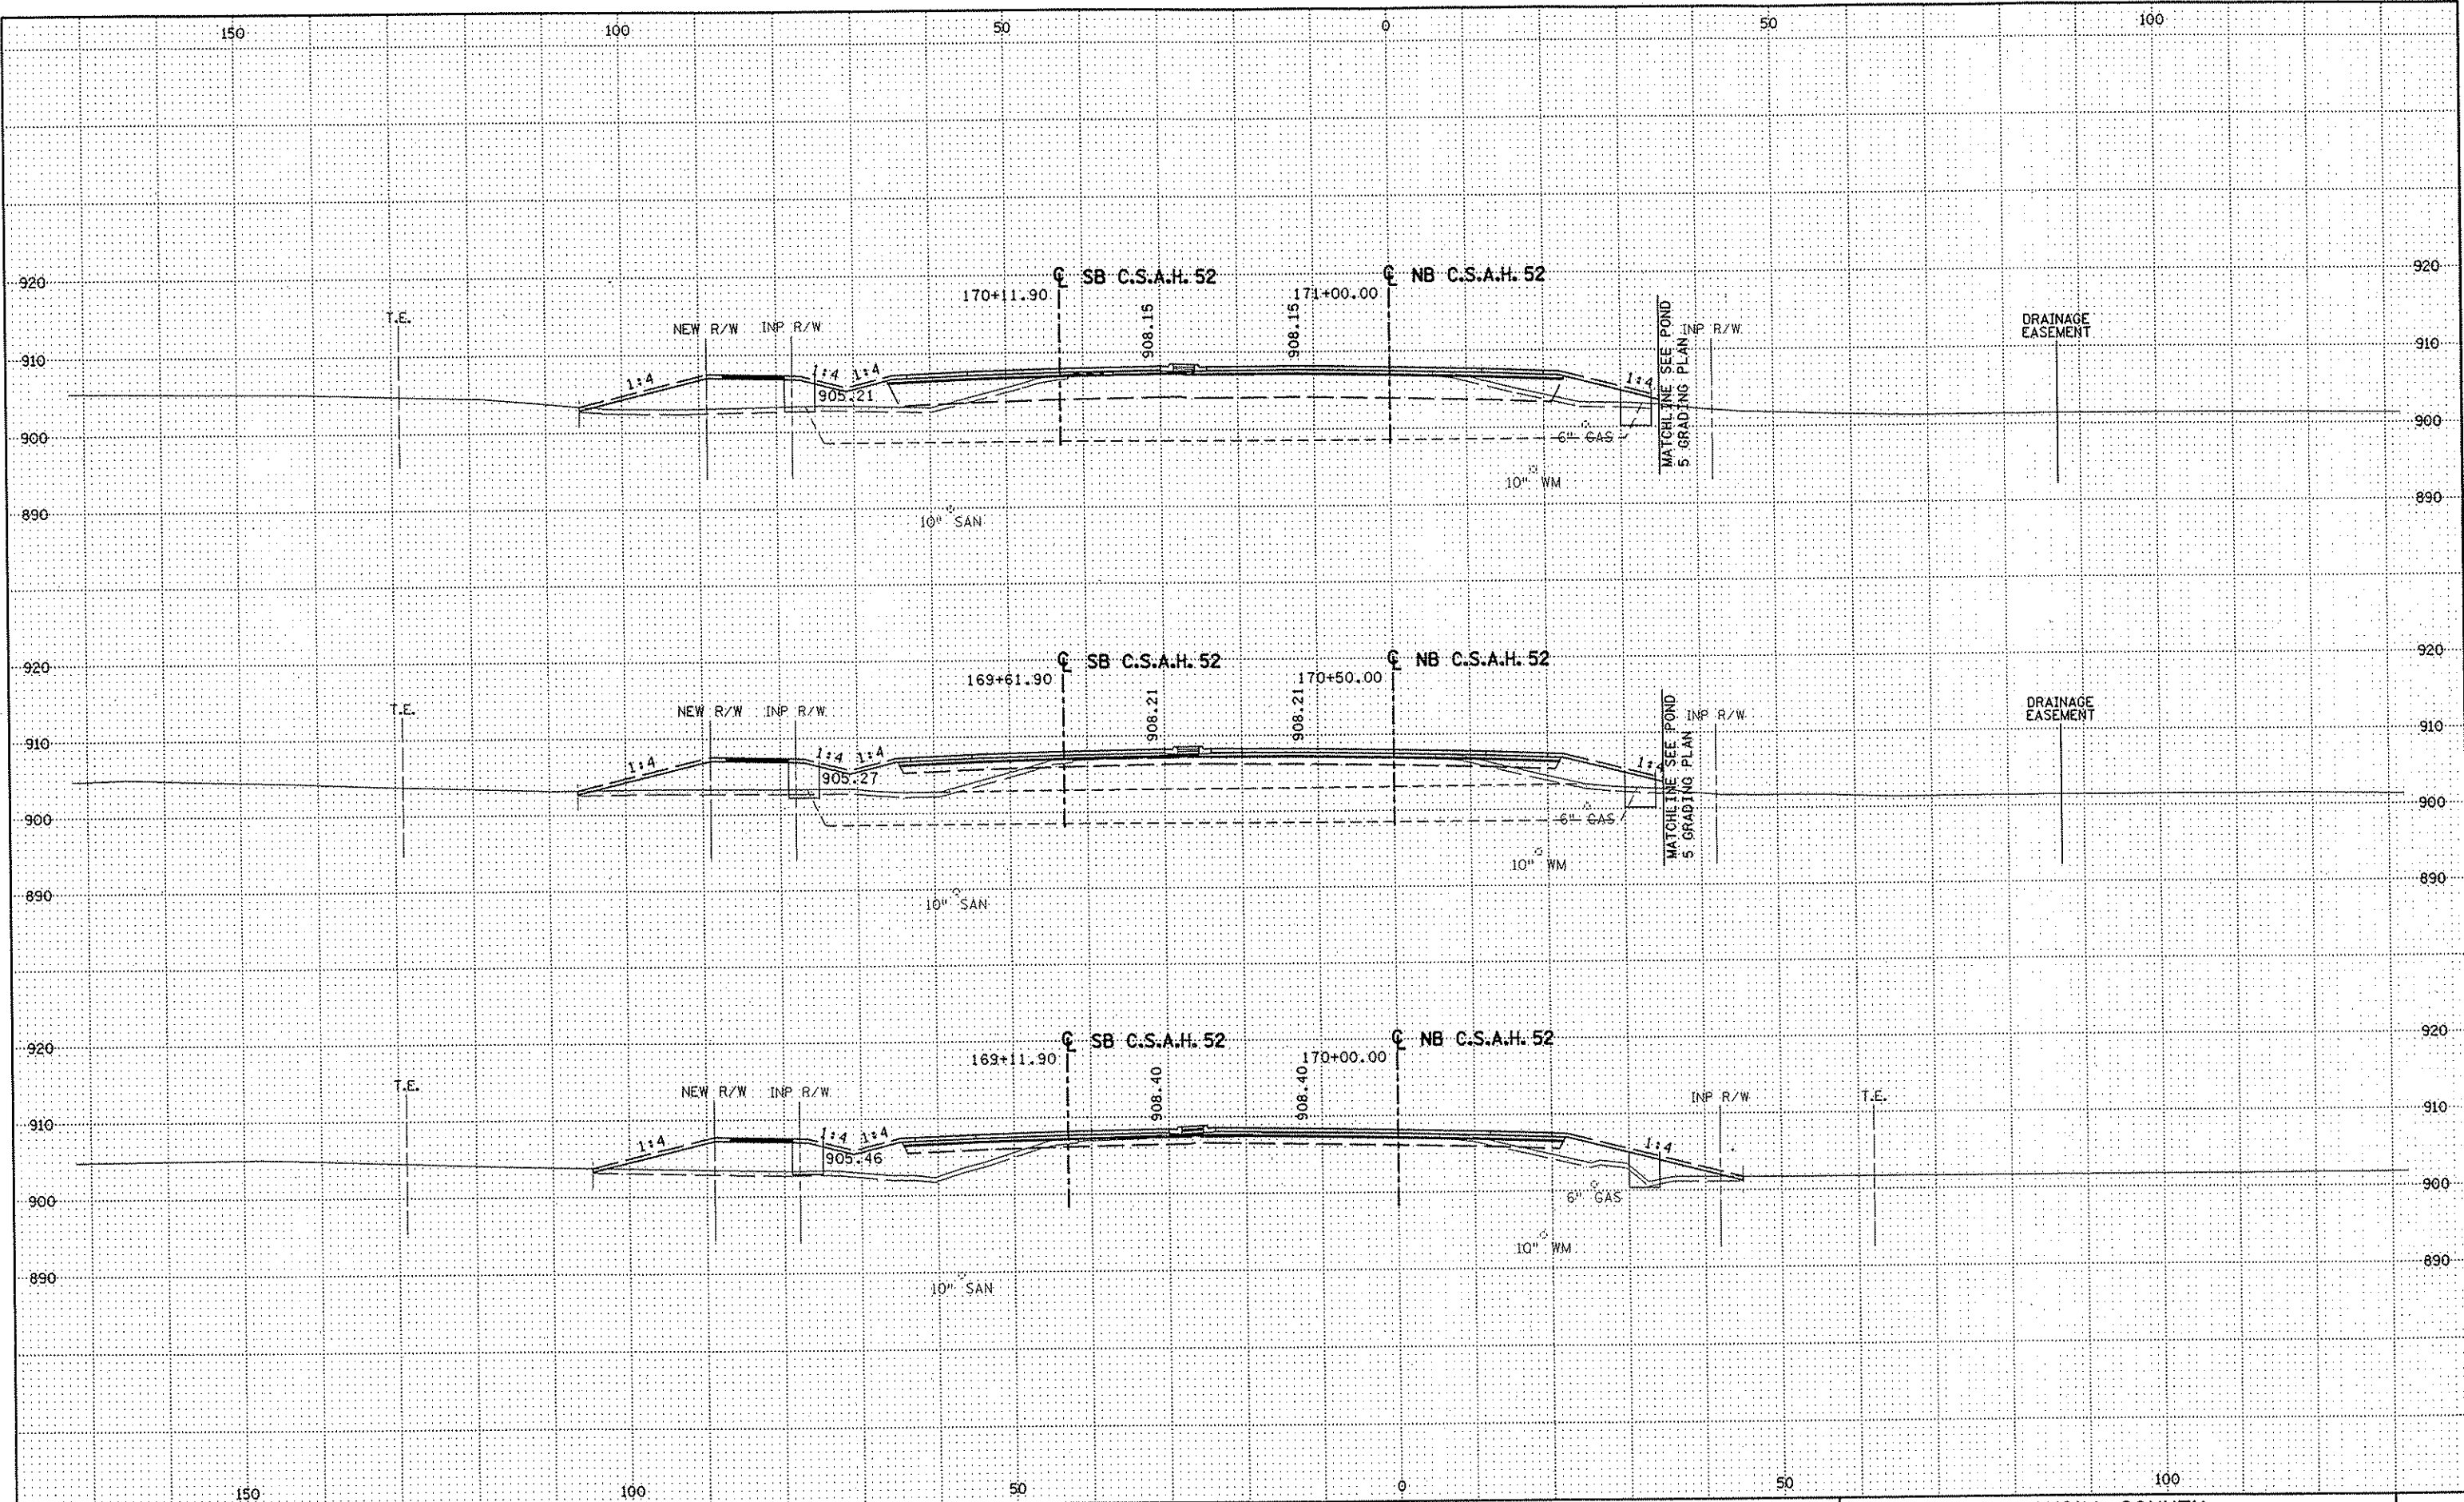 150 100 50 0 50 100
℄ SB C.S.A.H. 52 ℄ NB C.S.A.H. 52
920 920
170+11.90 171+00.00
T.E. NEW R/W INP R/W 908.15 908.15 MATCHLINE SEE POND
5 GRADING PLAN INP R/W DRAINAGE
EASEMENT
910 910
1:4 1:4 1:4 1:4
905.21
900 6" GAS 900
10" WM
890 10" SAN 890
℄ SB C.S.A.H. 52 ℄ NB C.S.A.H. 52
920 920
169+61.90 170+50.00
T.E. NEW R/W INP R/W 908.21 908.21 MATCHLINE SEE POND
5 GRADING PLAN INP R/W DRAINAGE
EASEMENT
910 910
1:4 1:4 1:4 1:4
905.27
900 6" GAS 900
10" WM
890 10" SAN 890
℄ SB C.S.A.H. 52 ℄ NB C.S.A.H. 52
920 920
169+11.90 170+00.00
T.E. NEW R/W INP R/W 908.40 908.40 INP R/W T.E.
910 910
1:4 1:4 1:4 1:4
905.46
900 6" GAS 900
10" WM
890 10" SAN 890
150 100 50 0 50 100